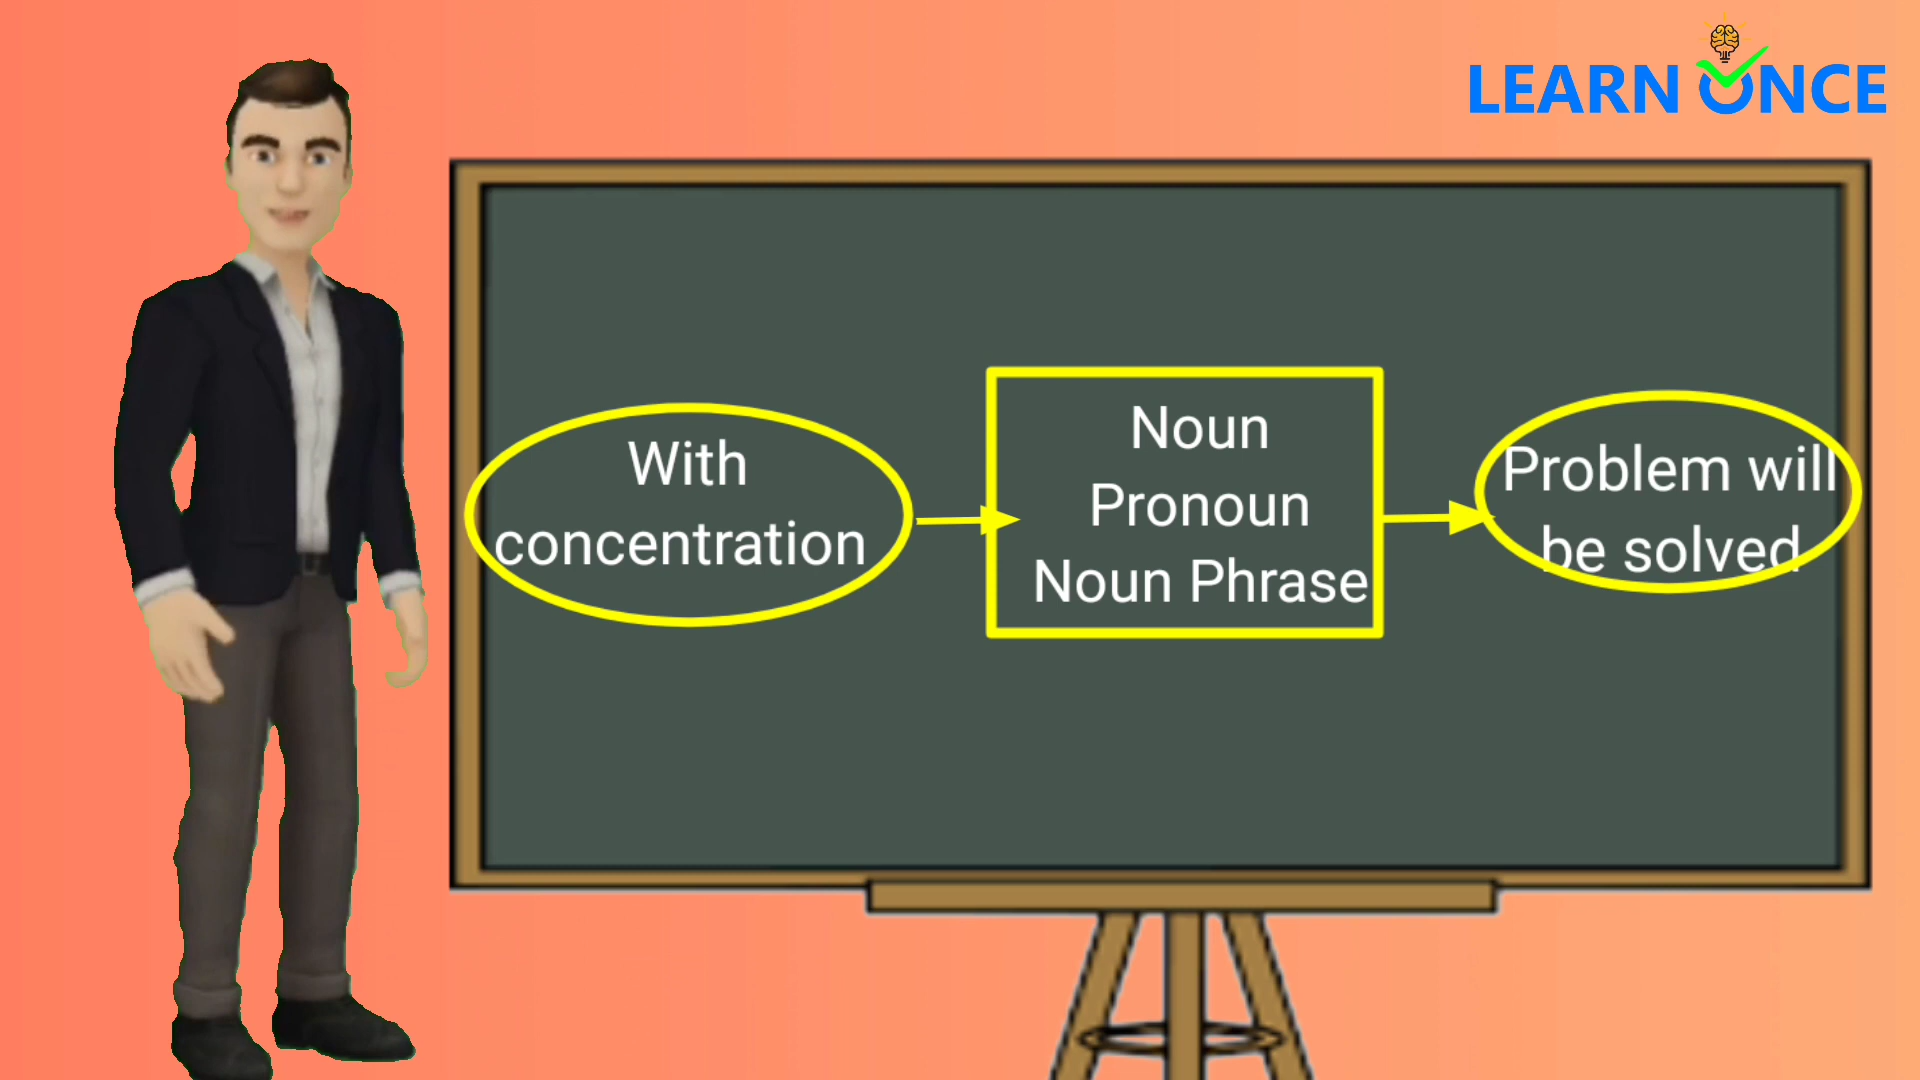 LEARN ONCE
With
concentration
Noun
Pronoun
Noun Phrase
Problem will
be solved